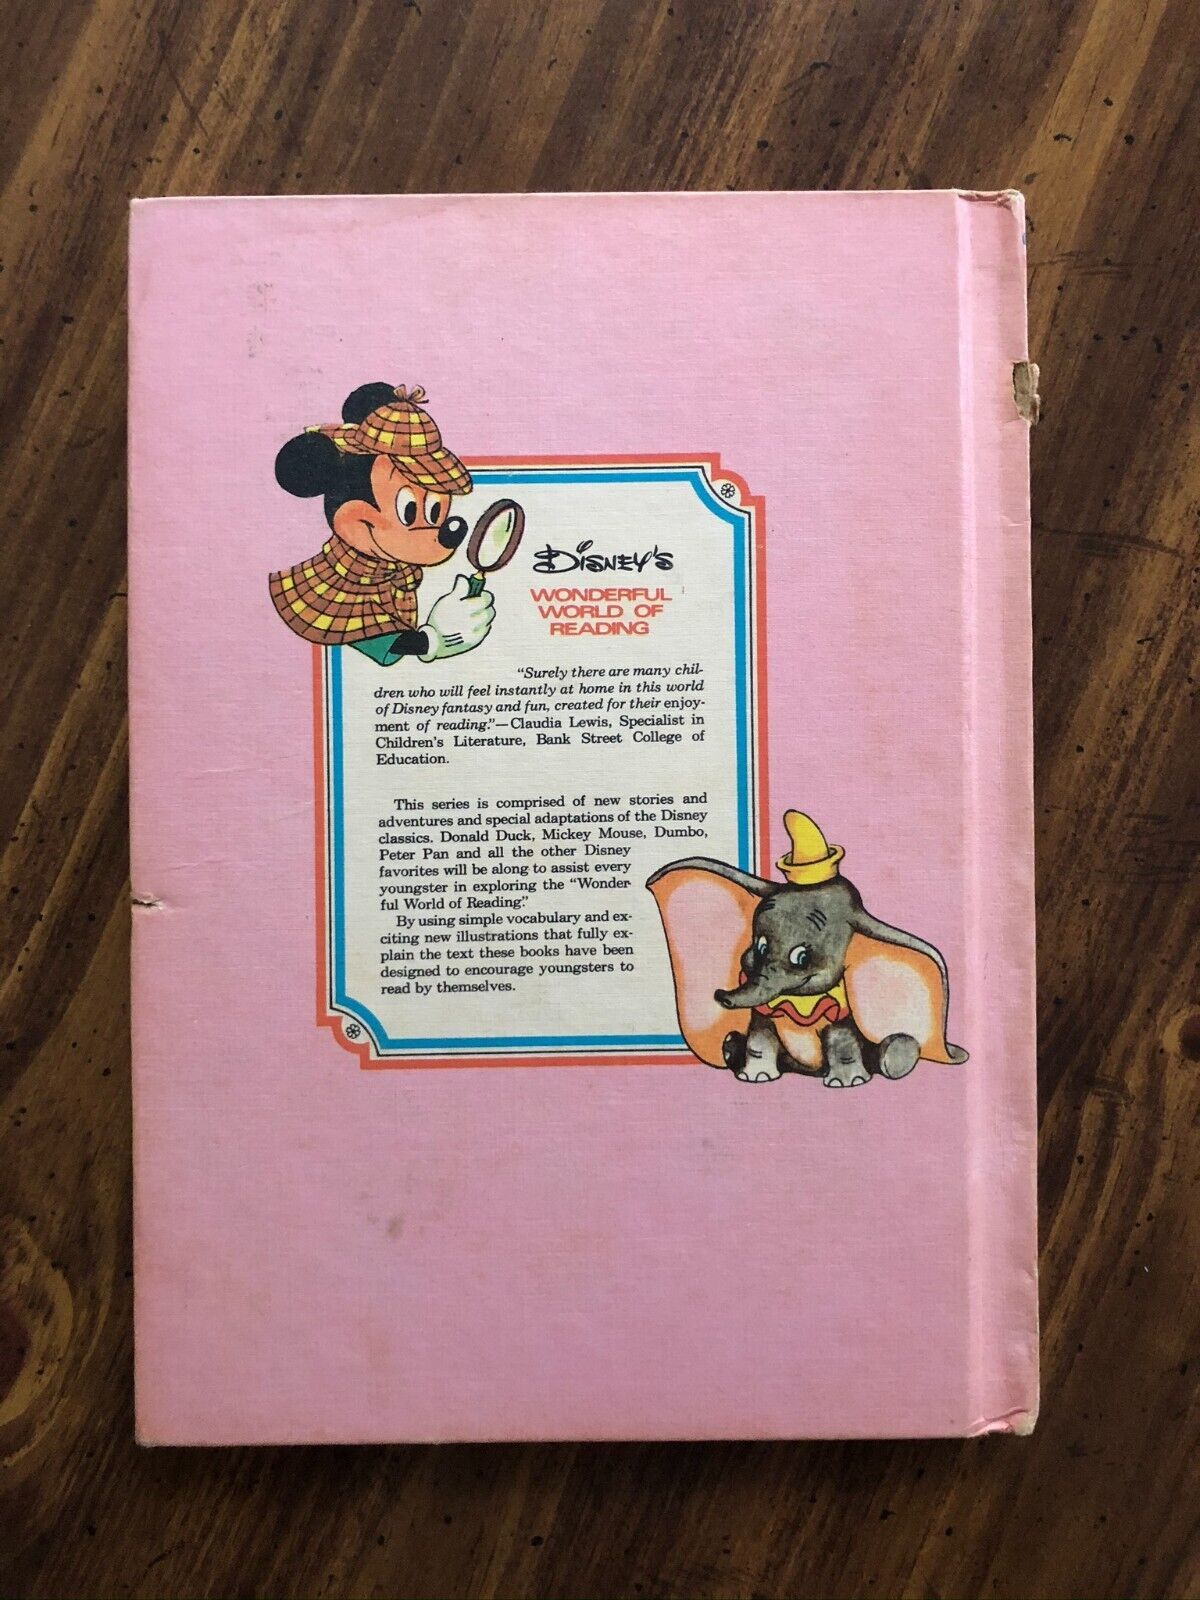 DISNEY'S
WONDERFUL
WORLD OF
READING
"Surely there are many chil-
dren who will feel instantly at home in this world
of Disney fantasy and fun, created for their enjoy-
ment of reading."—Claudia Lewis, Specialist in
Children's Literature, Bank Street College of
Education.
This series is comprised of new stories and
adventures and special adaptations of the Disney
classics. Donald Duck, Mickey Mouse, Dumbo,
Peter Pan and all the other Disney
favorites will be along to assist every
youngster in exploring the "Wonder-
ful World of Reading."
By using simple vocabulary and ex-
citing new illustrations that fully ex-
plain the text these books have been
designed to encourage youngsters to
read by themselves.